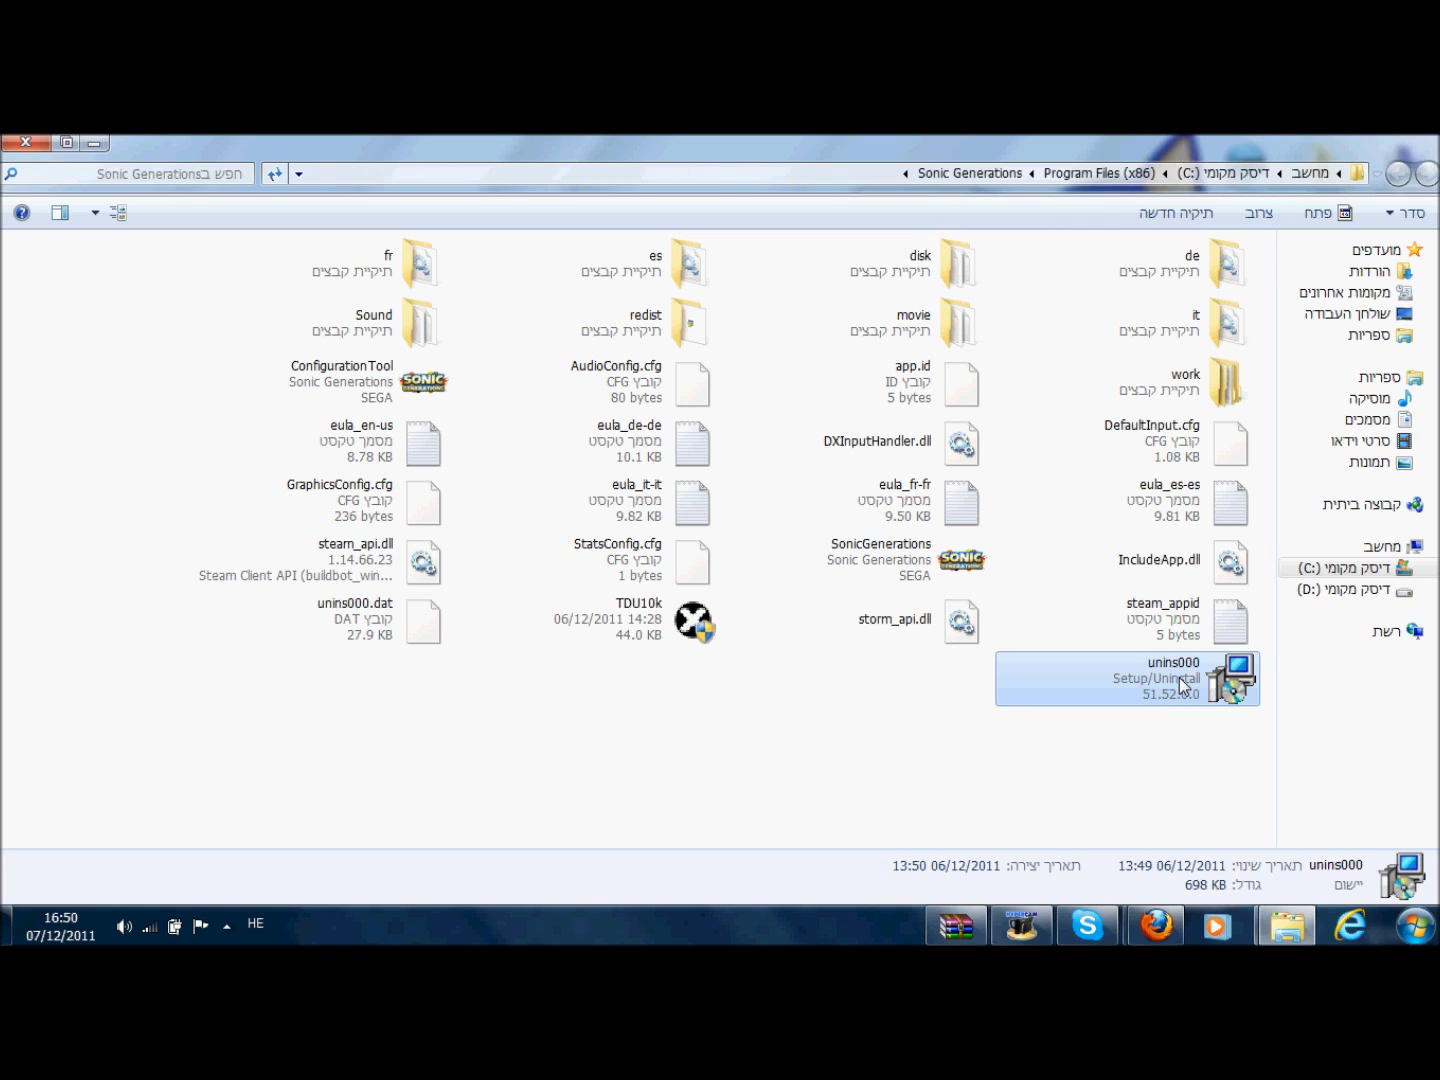 חפש בSonic Generations
מחשב
דיסק מקומי (C:)
Program Files (x86)
Sonic Generations
סדר
פתח
צרוב
תיקיה חדשה
מועדפים
הורדות
מקומות אחרונים
שולחן העבודה
ספריות
ספריות
מוסיקה
מסמכים
סרטי וידאו
תמונות
קבוצה ביתית
מחשב
דיסק מקומי (C:)
דיסק מקומי (D:)
רשת
de
תיקיית קבצים
disk
תיקיית קבצים
es
תיקיית קבצים
fr
תיקיית קבצים
it
תיקיית קבצים
movie
תיקיית קבצים
redist
תיקיית קבצים
Sound
תיקיית קבצים
work
תיקיית קבצים
app.id
קובץ ID
5 bytes
AudioConfig.cfg
קובץ CFG
80 bytes
ConfigurationTool
Sonic Generations
SEGA
DefaultInput.cfg
קובץ CFG
1.08 KB
DXInputHandler.dll
eula_de-de
מסמך טקסט
10.1 KB
eula_en-us
מסמך טקסט
8.78 KB
eula_es-es
מסמך טקסט
9.81 KB
eula_fr-fr
מסמך טקסט
9.50 KB
eula_it-it
מסמך טקסט
9.82 KB
GraphicsConfig.cfg
קובץ CFG
236 bytes
IncludeApp.dll
SonicGenerations
Sonic Generations
SEGA
StatsConfig.cfg
קובץ CFG
1 bytes
steam_api.dll
1.14.66.23
Steam Client API (buildbot_win...
steam_appid
מסמך טקסט
5 bytes
storm_api.dll
TDU10k
06/12/2011 14:28
44.0 KB
unins000.dat
קובץ DAT
27.9 KB
unins000
Setup/Uninstall
51.52.0.0
unins000
יישום
תאריך שינוי: 06/12/2011 13:49
גודל: 698 KB
תאריך יצירה: 06/12/2011 13:50
HE
16:50
07/12/2011